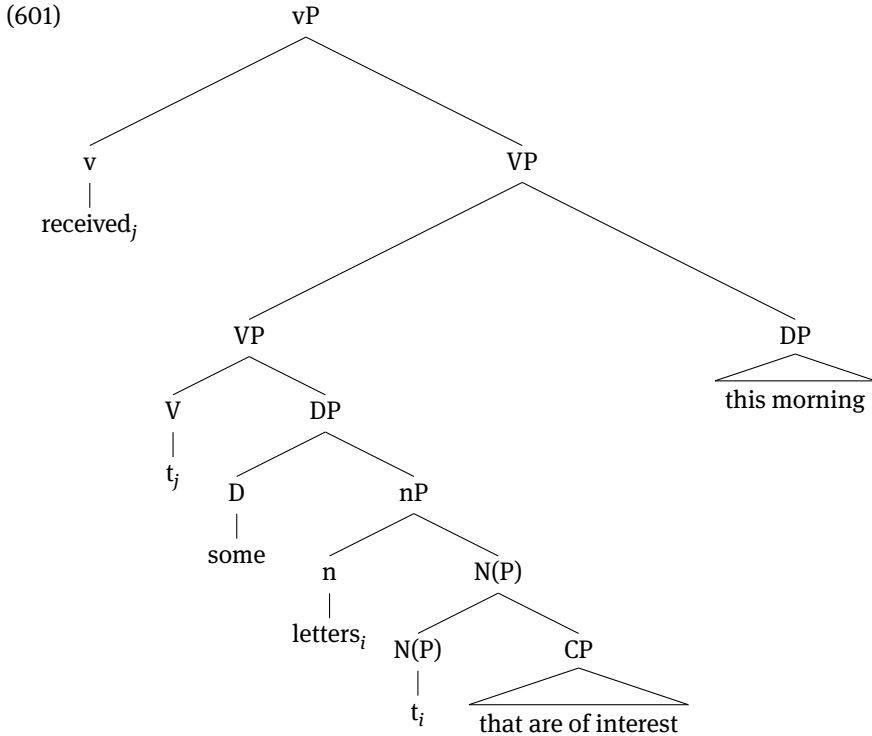 (601) vP
v VP
received_j
VP DP
this morning
V DP
t_j D nP
some
n N(P)
letters_i
N(P) CP
t_i
that are of interest